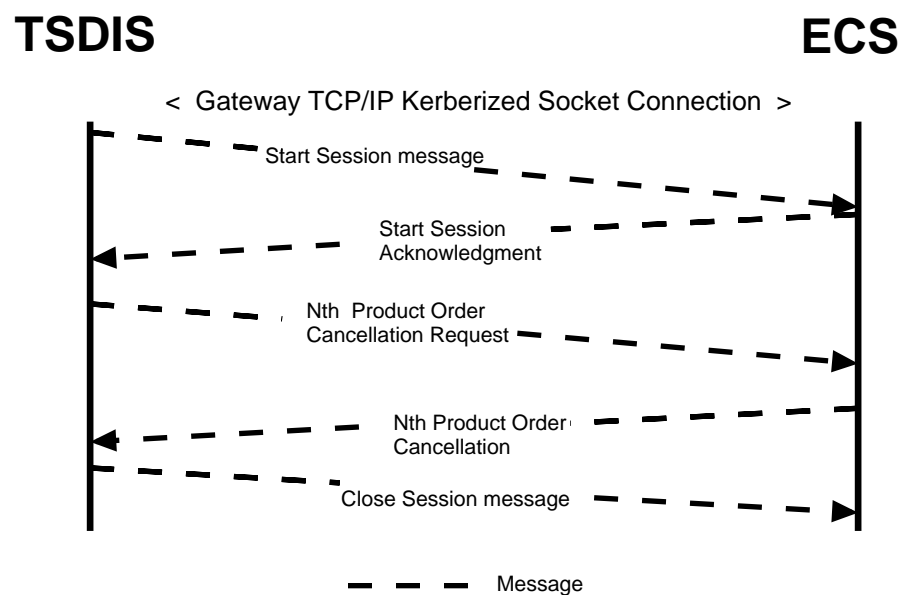 TSDIS
ECS
< Gateway TCP/IP Kerberized Socket Connection >
Start Session message
Start Session
Acknowledgment
Nth Product Order
Cancellation Request
Nth Product Order
Cancellation
Close Session message
Message